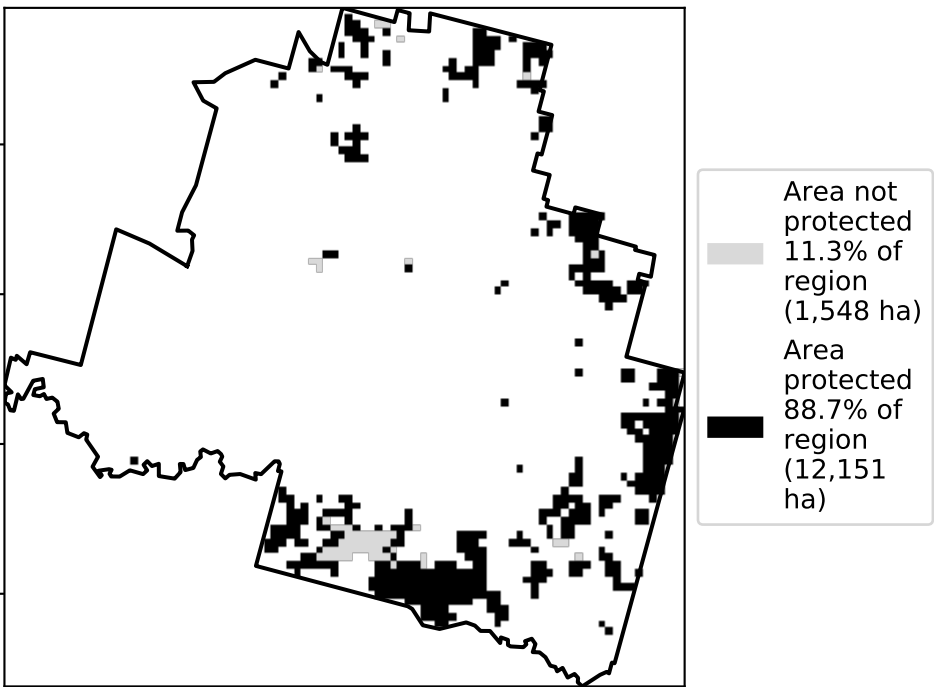 Area not
protected
11.3% of
region
(1,548 ha)
Area
protected
88.7% of
region
(12,151
ha)